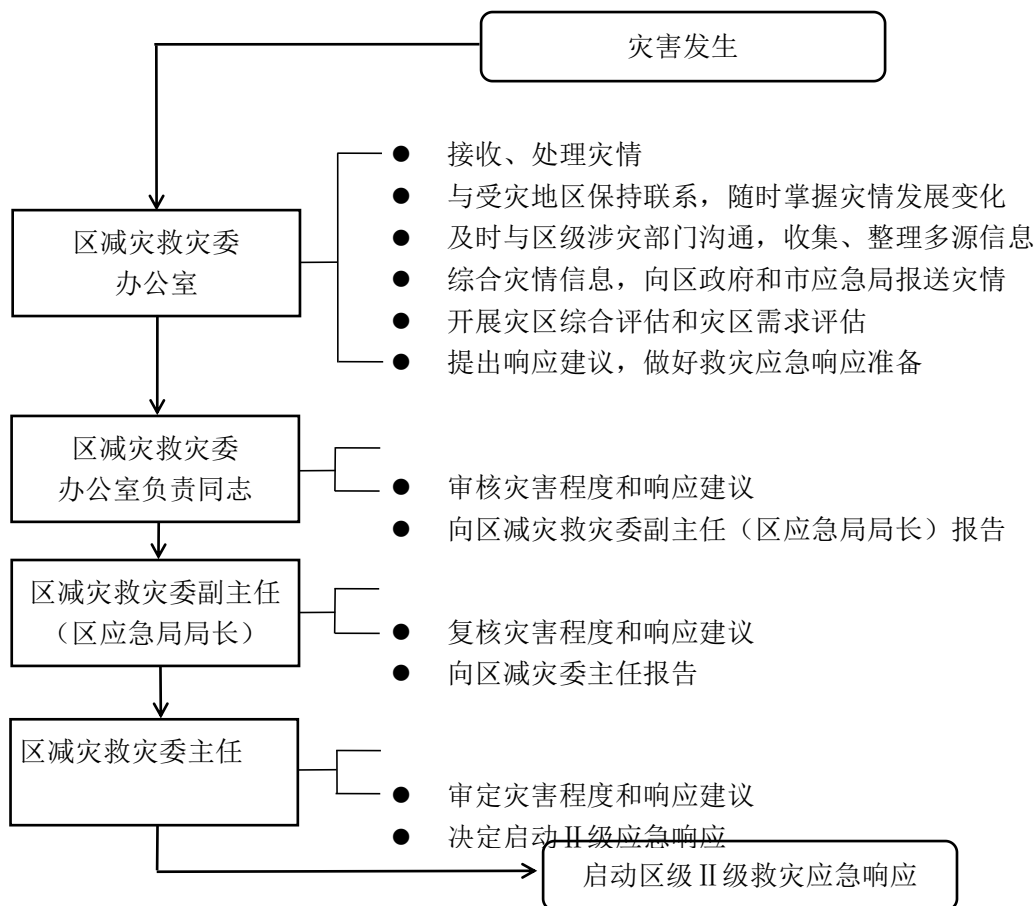 灾害发生
区减灾救灾委
办公室
● 接收、处理灾情
● 与受灾地区保持联系，随时掌握灾情发展变化
● 及时与区级涉灾部门沟通，收集、整理多源信息
● 综合灾情信息，向区政府和市应急局报送灾情
● 开展灾区综合评估和灾区需求评估
● 提出响应建议，做好救灾应急响应准备
区减灾救灾委
办公室负责同志
● 审核灾害程度和响应建议
● 向区减灾救灾委副主任（区应急局局长）报告
区减灾救灾委副主任
（区应急局局长）
● 复核灾害程度和响应建议
● 向区减灾委主任报告
区减灾救灾委主任
● 审定灾害程度和响应建议
● 决定启动Ⅱ级应急响应
启动区级Ⅱ级救灾应急响应